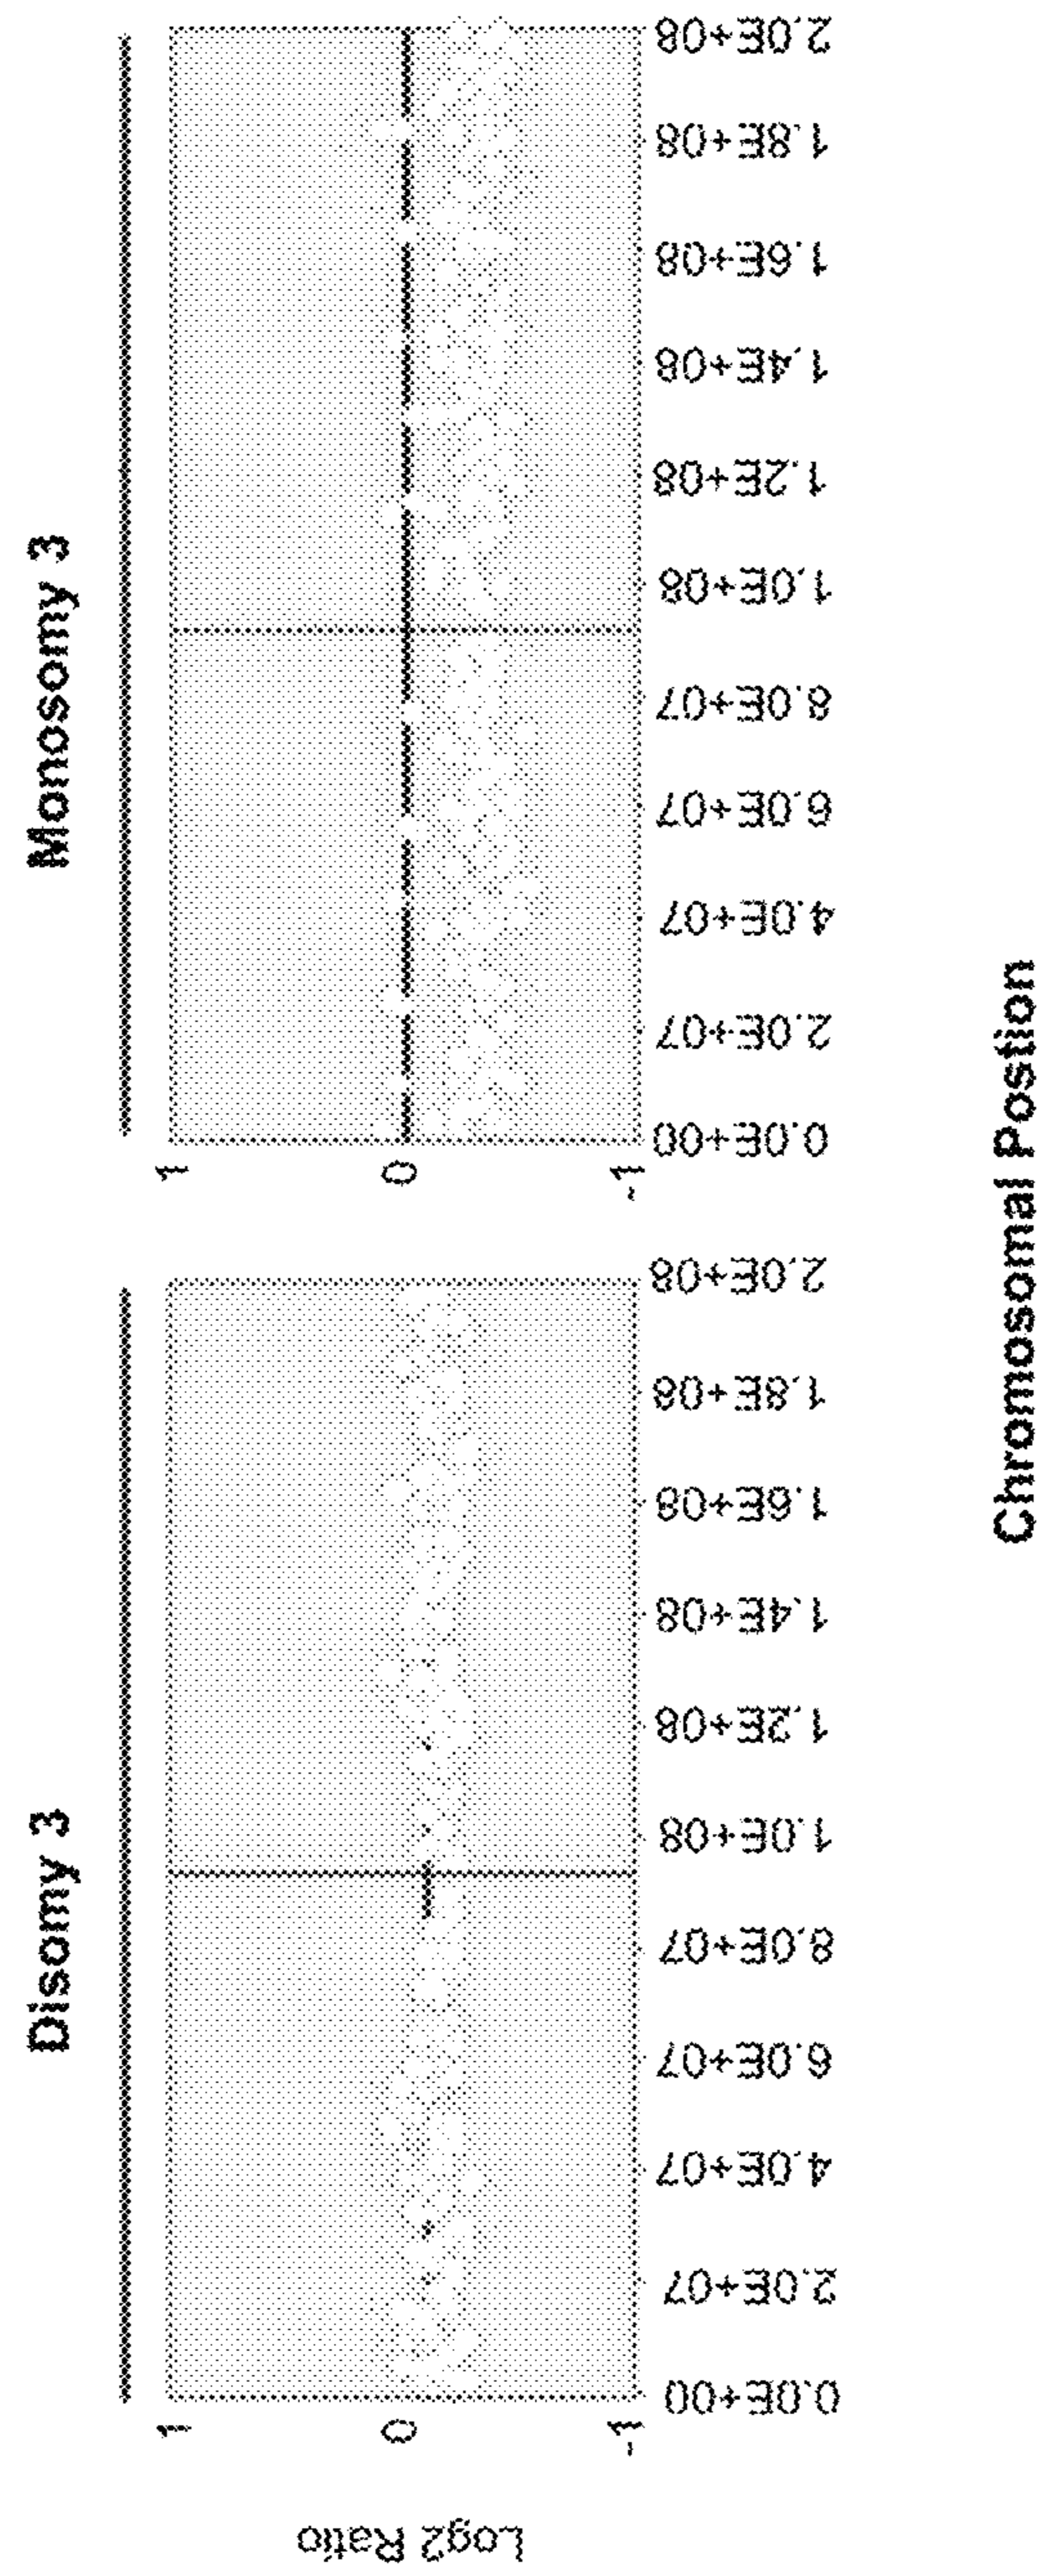 Disomy 3
Monosomy 3
Log2 Ratio
1
0
-1
0.0E+00
2.0E+07
4.0E+07
6.0E+07
8.0E+07
1.0E+08
1.2E+08
1.4E+08
1.6E+08
1.8E+08
2.0E+08
1
0
-1
0.0E+00
2.0E+07
4.0E+07
6.0E+07
8.0E+07
1.0E+08
1.2E+08
1.4E+08
1.6E+08
1.8E+08
2.0E+08
Chromosomal Postion